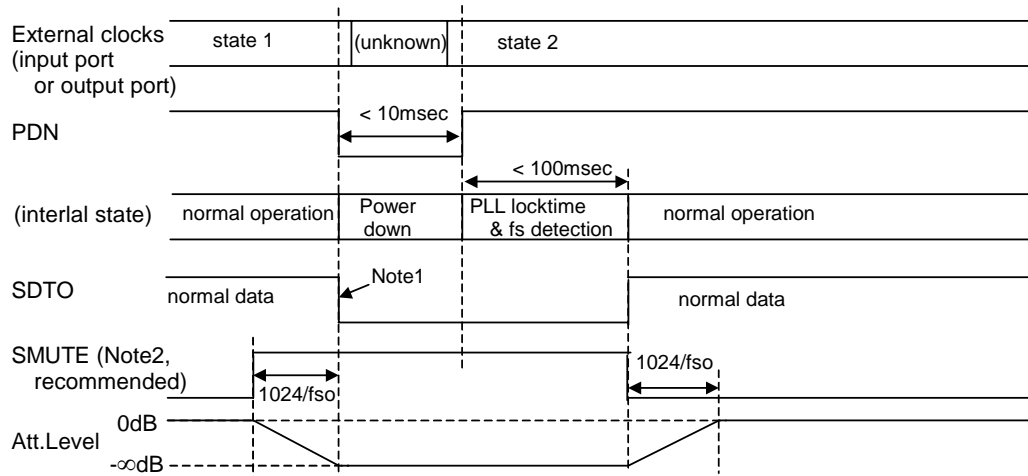 External clocks
(input port
or output port)
state 1
(unknown)
state 2
< 10msec
PDN
< 100msec
(interlal state)
normal operation
Power
down
PLL locktime
& fs detection
normal operation
SDTO
normal data
Note1
normal data
SMUTE (Note2,
recommended)
1024/fso
1024/fso
Att.Level
0dB
-∞dB